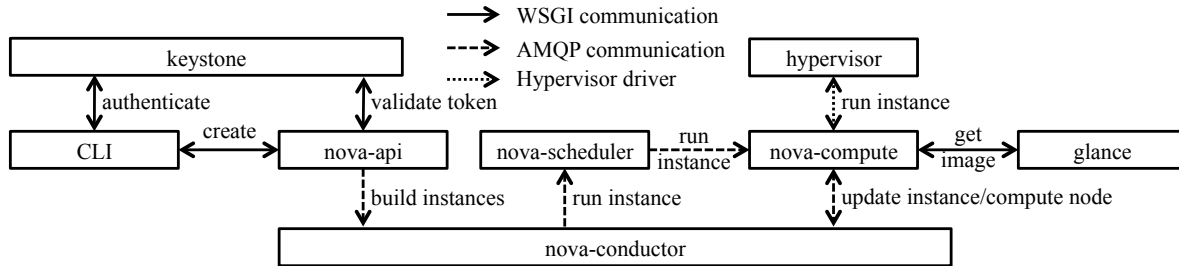 WSGI communication
keystone
AMQP communication
hypervisor
Hypervisor driver
authenticate
validate token
run instance
create
run
get
CLI
nova-api
nova-scheduler
instance
nova-compute
image
glance
build instances
run instance
update instance/compute node
nova-conductor